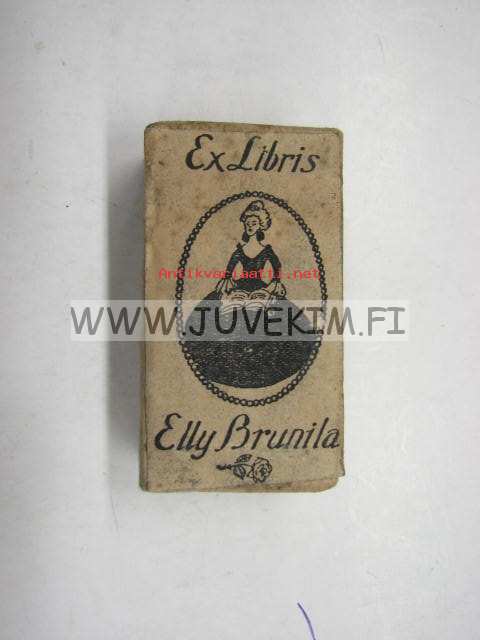 Ex Libris
Antikvariaatti.net
WWW.JUVEKIM.FI
Elly Brunila